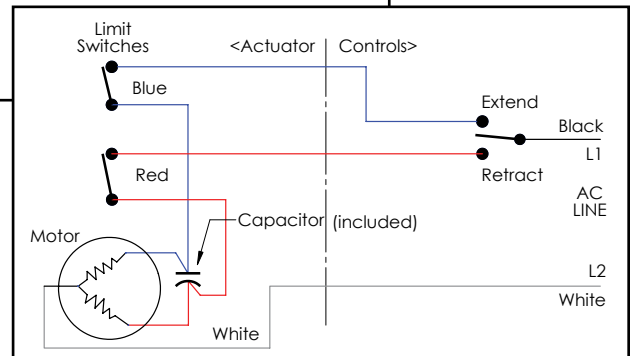 Limit
Switches
<Actuator
Controls>
Blue
Extend
Black
L1
Red
Retract
AC
LINE
Motor
Capacitor (included)
L2
White
White